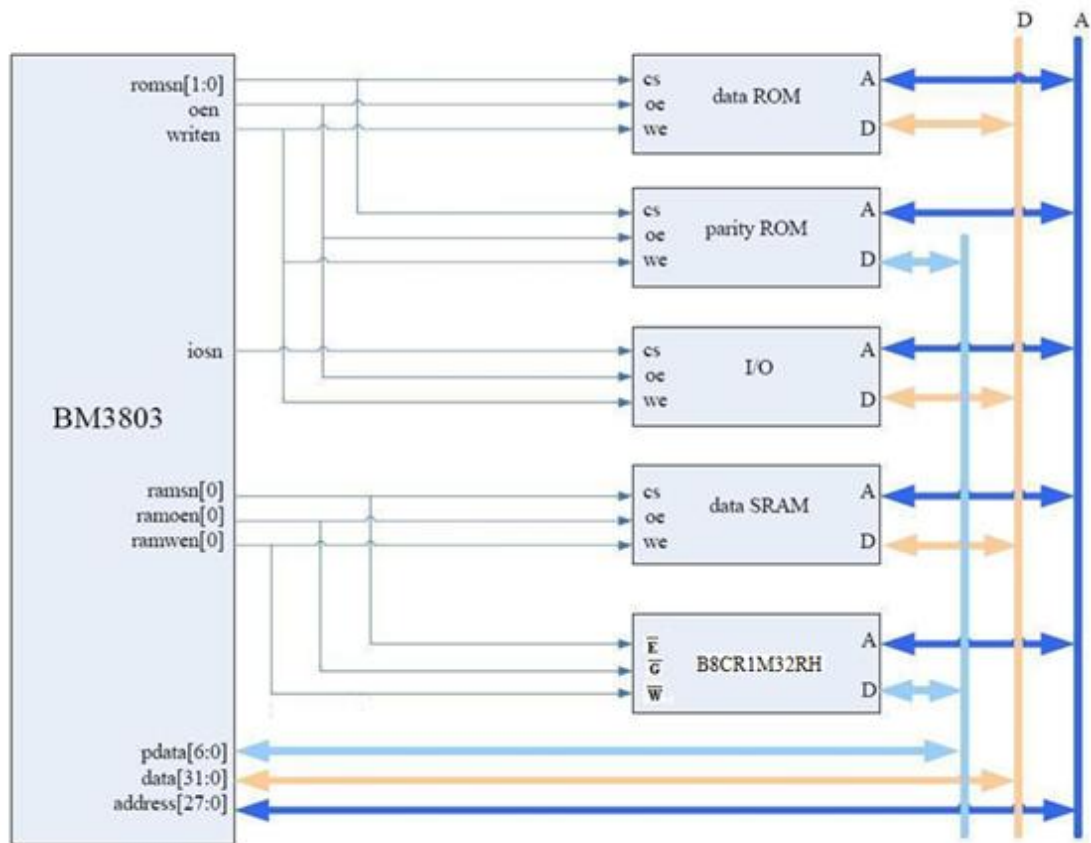 D A
romsn[1:0]
oen
writen
cs
oe
we
data ROM
A
D
cs
oe
we
parity ROM
A
D
iosn
cs
oe
we
I/O
A
D
BM3803
ramsn[0]
ramoen[0]
ramwen[0]
cs
oe
we
data SRAM
A
D
E̅
G̅
W̅
B8CR1M32RH
A
D
pdata[6:0]
data[31:0]
address[27:0]